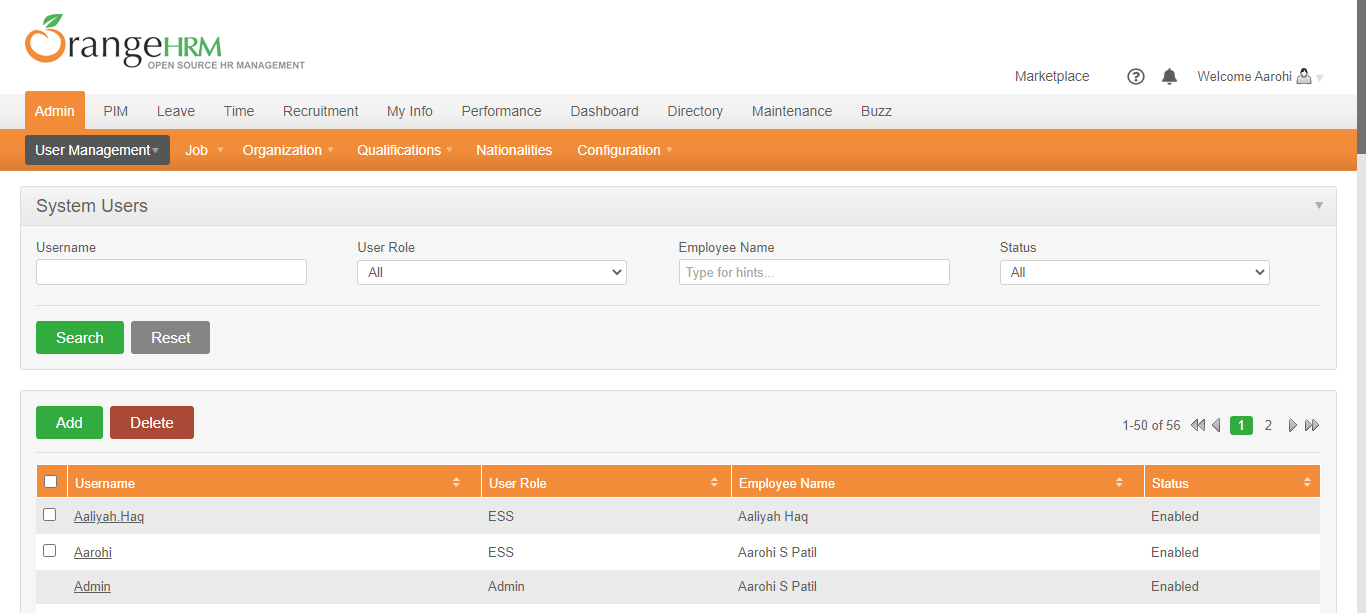 OrangeHRM
OPEN SOURCE HR MANAGEMENT
Marketplace ? Welcome Aarohi
Admin PIM Leave Time Recruitment My Info Performance Dashboard Directory Maintenance Buzz
User Management Job Organization Qualifications Nationalities Configuration
System Users
Username User Role Employee Name Status
All Type for hints... All
Search Reset
Add Delete 1-50 of 56 1 2
Username User Role Employee Name Status
Aaliyah.Haq ESS Aaliyah Haq Enabled
Aarohi ESS Aarohi S Patil Enabled
Admin Admin Aarohi S Patil Enabled